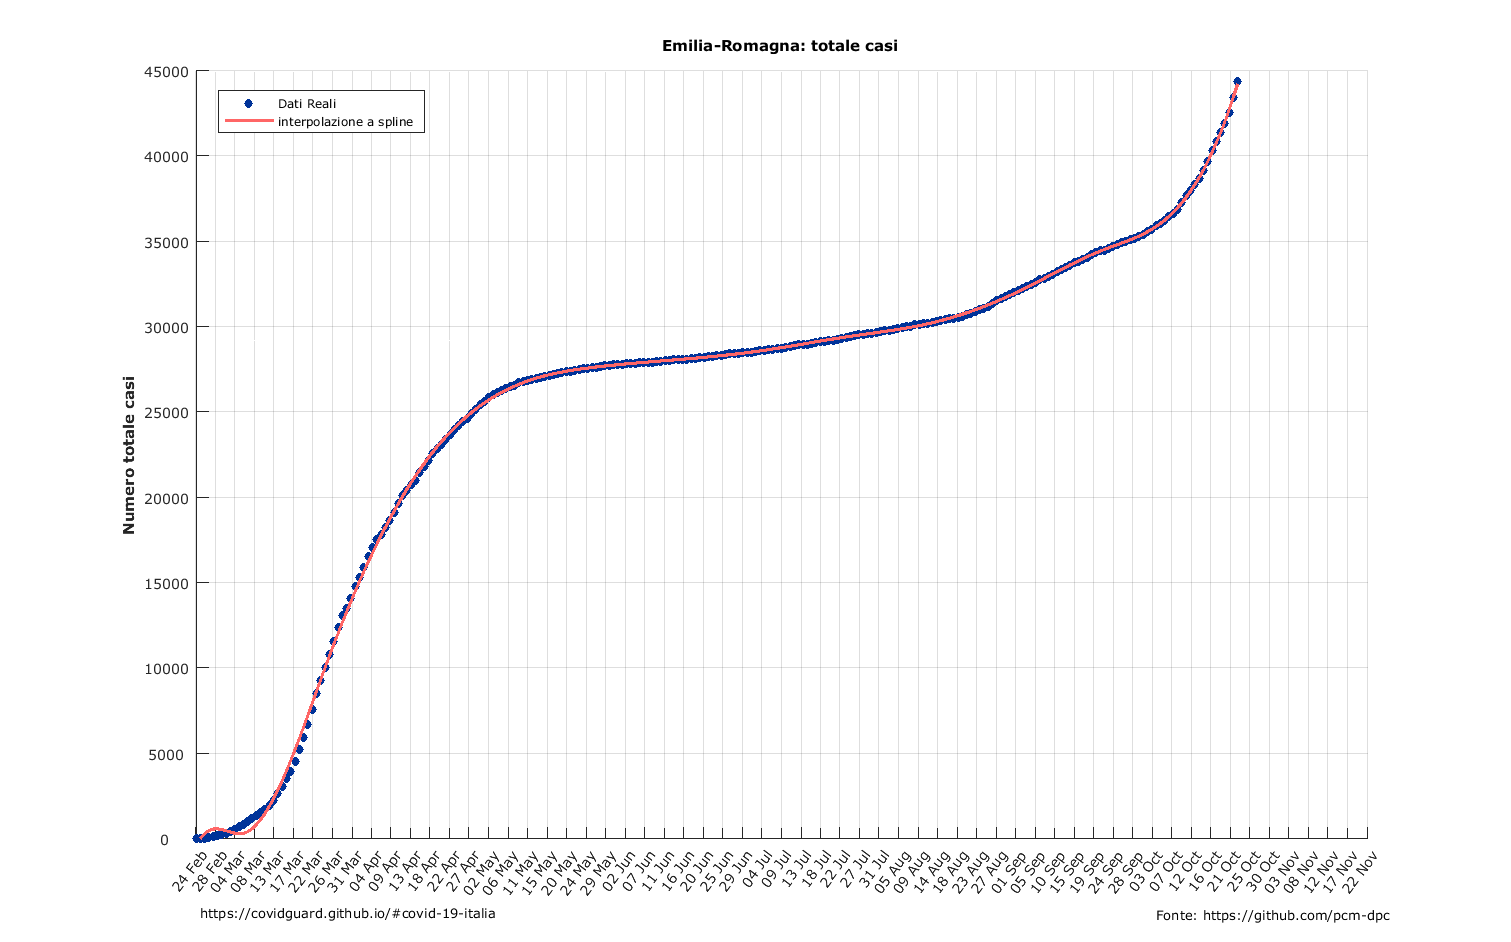 Emilia-Romagna: totale casi
45000
Dati Reali
interpolazione a spline
40000
35000
30000
25000
Numero totale casi
20000
15000
10000
5000
0
24 Feb
28 Feb
04 Mar
08 Mar
13 Mar
17 Mar
22 Mar
26 Mar
31 Mar
04 Apr
09 Apr
13 Apr
18 Apr
22 Apr
27 Apr
02 May
06 May
11 May
15 May
20 May
24 May
29 May
02 Jun
07 Jun
11 Jun
16 Jun
20 Jun
25 Jun
29 Jun
04 Jul
09 Jul
13 Jul
18 Jul
22 Jul
27 Jul
31 Jul
05 Aug
09 Aug
14 Aug
18 Aug
23 Aug
27 Aug
01 Sep
05 Sep
10 Sep
15 Sep
19 Sep
24 Sep
28 Sep
03 Oct
07 Oct
12 Oct
16 Oct
21 Oct
25 Oct
30 Oct
03 Nov
08 Nov
12 Nov
17 Nov
22 Nov
https://covidguard.github.io/#covid-19-italia
Fonte: https://github.com/pcm-dpc